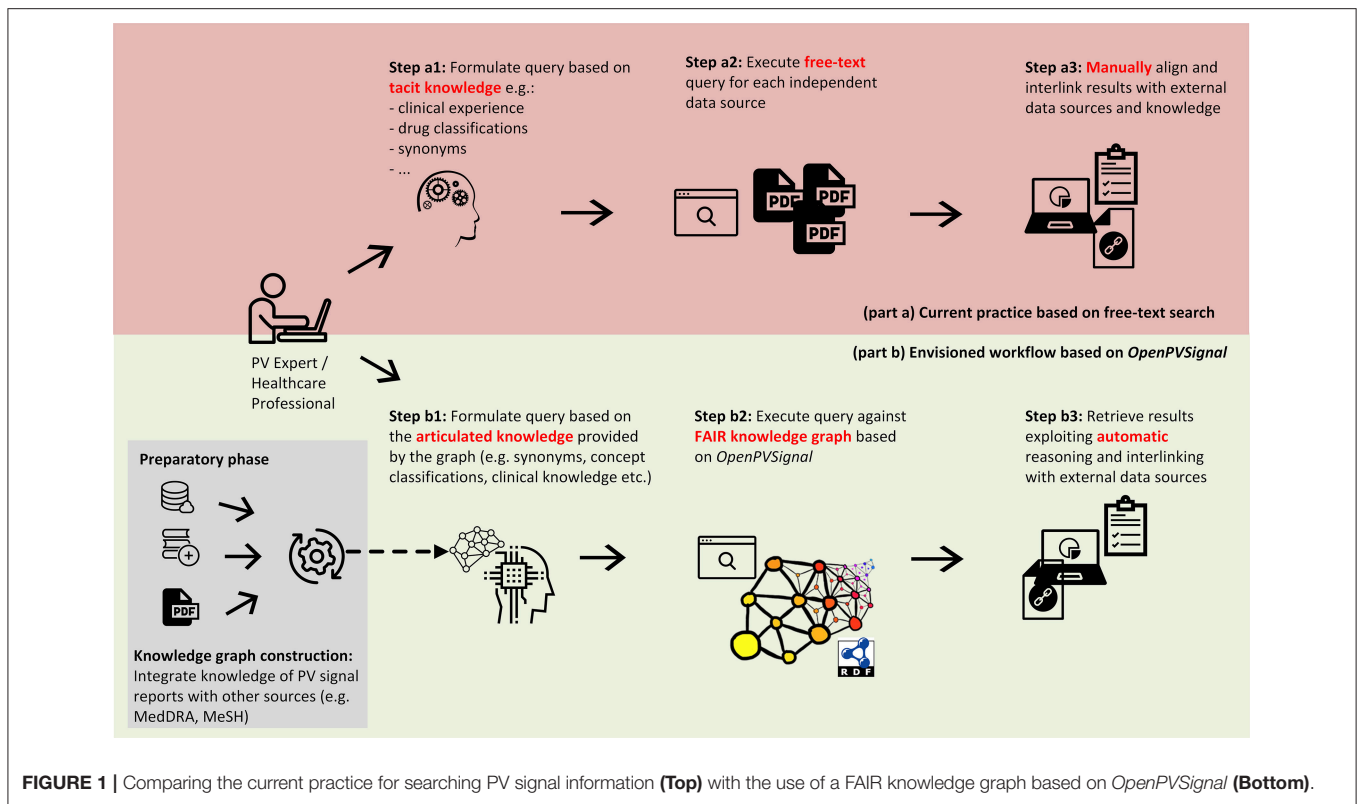 Step a1: Formulate query based on
tacit knowledge e.g.:
- clinical experience
- drug classifications
- synonyms
- ...
Step a2: Execute free-text
query for each independent
data source
PDF
PDF
PDF
Step a3: Manually align and
interlink results with external
data sources and knowledge
(part a) Current practice based on free-text search
PV Expert /
Healthcare
Professional
(part b) Envisioned workflow based on OpenPVSignal
Preparatory phase
PDF
Knowledge graph construction:
Integrate knowledge of PV signal
reports with other sources (e.g.
MedDRA, MeSH)
Step b1: Formulate query based on
the articulated knowledge provided
by the graph (e.g. synonyms, concept
classifications, clinical knowledge etc.)
Step b2: Execute query against
FAIR knowledge graph based
on OpenPVSignal
RDF
Step b3: Retrieve results
exploiting automatic
reasoning and interlinking
with external data sources
FIGURE 1 | Comparing the current practice for searching PV signal information (Top) with the use of a FAIR knowledge graph based on OpenPVSignal (Bottom).